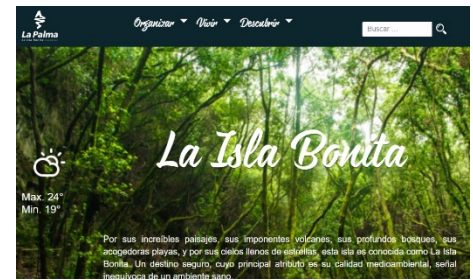 La Palma
Organizar Vivir Descubrir
Buscar ...
La Isla Bonita
Max. 24°
Min. 19°
Por sus increíbles paisajes, sus imponentes volcanes, sus profundos bosques, sus
acogedoras playas, y por sus cielos llenos de estrellas, esta isla es conocida como La Isla
Bonita. Un destino seguro, cuyo principal atributo es su calidad medioambiental, señal
inequívoca de un ambiente sano.